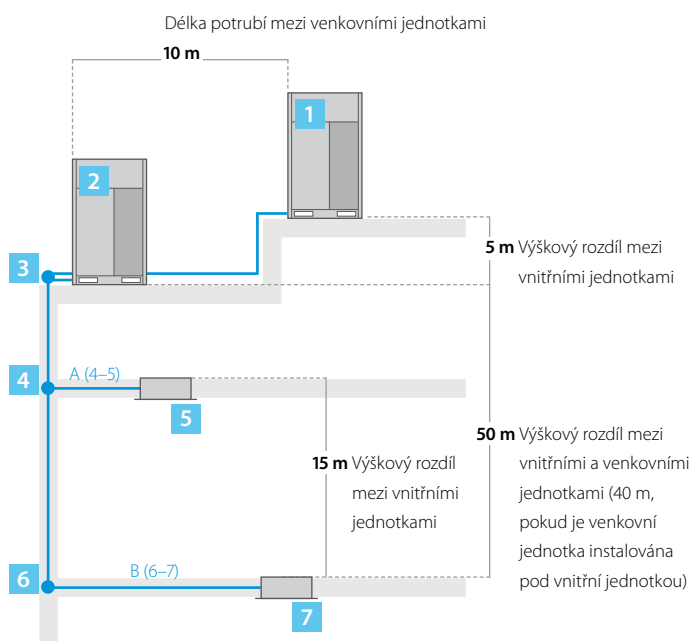 Délka potrubí mezi venkovními jednotkami
10 m
1
2
3
5 m Výškový rozdíl mezi
vnitřními jednotkami
4
A (4–5)
5
15 m Výškový rozdíl
mezi vnitřními
jednotkami
50 m Výškový rozdíl mezi
vnitřními a venkovními
jednotkami (40 m,
pokud je venkovní
jednotka instalována
pod vnitřní jednotkou)
6
B (6–7)
7